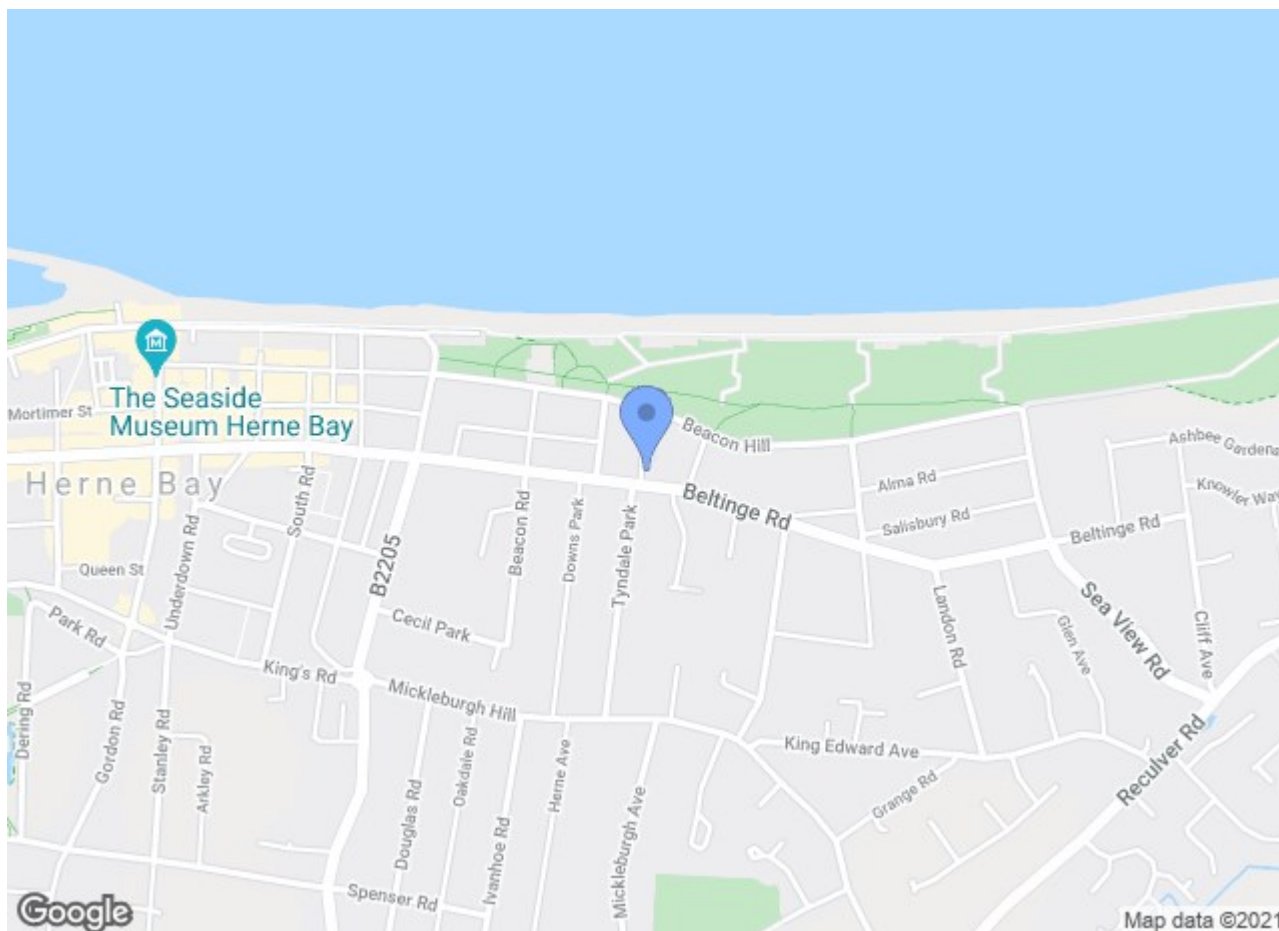 The Seaside
Museum Herne Bay
Mortimer St
Herne Bay
South Rd
Underdown Rd
Queen St
Park Rd
Dering Rd
Gordon Rd
Stanley Rd
Arkley Rd
King's Rd
B2205
Cecil Park
Beacon Rd
Downs Park
Tyndale Park
Beacon Hill
Beltinge Rd
Alma Rd
Salisbury Rd
Ashbee Gardens
Knowler Way
Beltinge Rd
Sea View Rd
Cliff Ave
Glen Ave
Landon Rd
Mickleburgh Hill
King Edward Ave
Grange Rd
Reculver Rd
Douglas Rd
Oakdale Rd
Ivanhoe Rd
Herne Ave
Mickleburgh Ave
Spenser Rd
Google
Map data ©2021